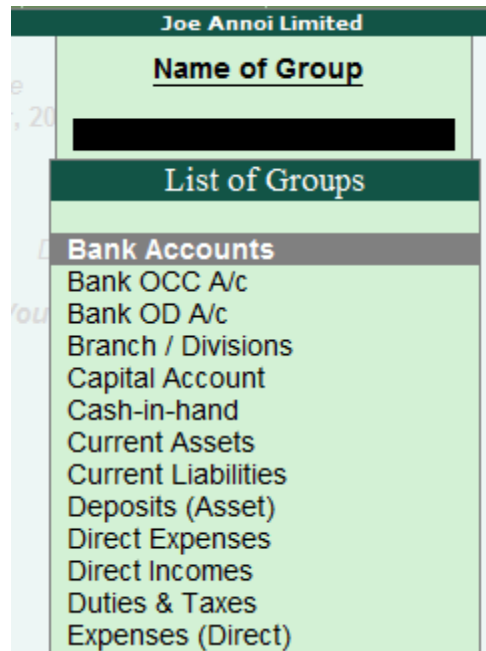 Joe Annoi Limited
Name of Group
, 20
List of Groups
Bank Accounts
Bank OCC A/c
Bank OD A/c
Branch / Divisions
Capital Account
Cash-in-hand
Current Assets
Current Liabilities
Deposits (Asset)
Direct Expenses
Direct Incomes
Duties & Taxes
Expenses (Direct)